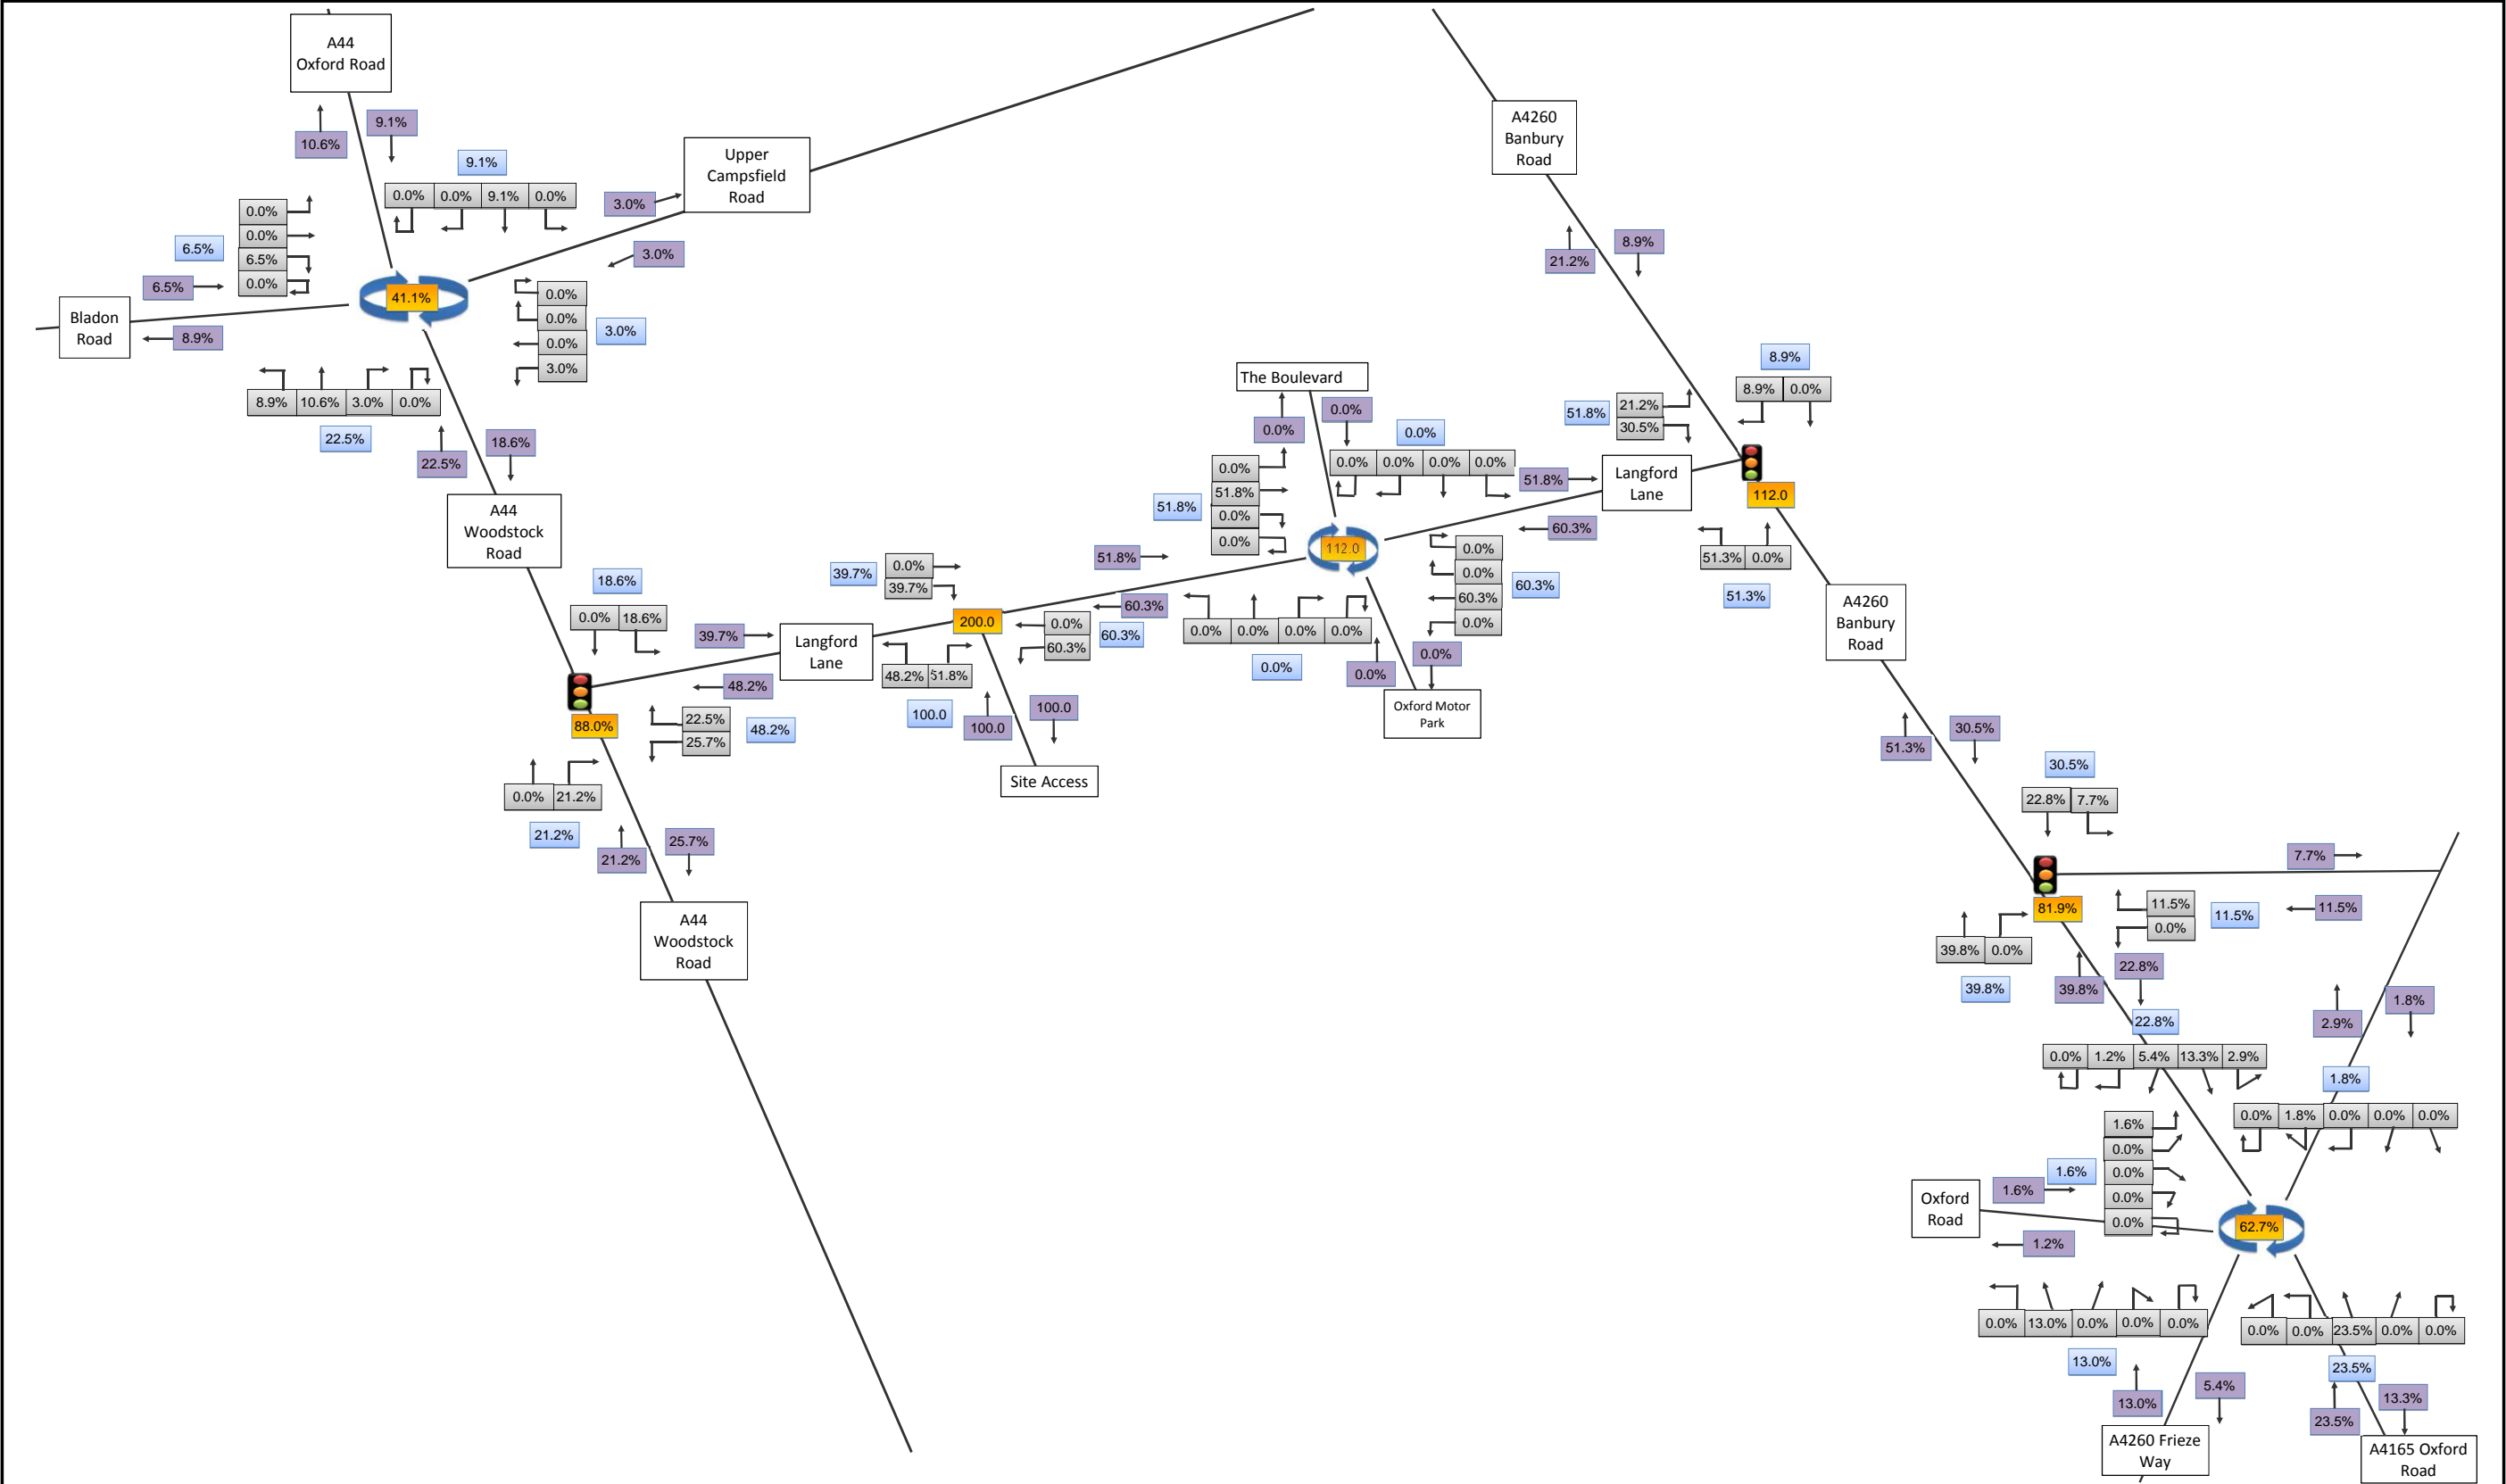 A44
Oxford Road
10.6%
9.1%
9.1%
0.0% 0.0% 9.1% 0.0%
3.0%
Upper
Campsfield
Road
3.0%
0.0%
0.0%
6.5%
0.0%
6.5%
6.5%
41.1%
Bladon
Road
8.9%
0.0%
0.0%
0.0%
3.0%
3.0%
8.9% 10.6% 3.0% 0.0%
22.5%
22.5%
18.6%
A44
Woodstock
Road
18.6%
0.0% 18.6%
39.7%
Langford
Lane
48.2%
88.0%
22.5%
25.7%
48.2%
0.0% 21.2%
21.2%
21.2%
25.7%
A44
Woodstock
Road
39.7%
0.0%
39.7%
200.0
51.8%
60.3%
0.0%
60.3%
60.3%
48.2% 51.8%
100.0
100.0
100.0
Site Access
The Boulevard
0.0%
0.0%
0.0%
0.0% 0.0% 0.0% 0.0%
0.0%
51.8%
0.0%
0.0%
51.8%
112.0
51.8%
60.3%
0.0%
0.0%
60.3%
0.0%
60.3%
0.0% 0.0% 0.0% 0.0%
0.0%
0.0%
0.0%
Oxford Motor
Park
A4260
Banbury
Road
21.2%
8.9%
8.9%
8.9% 0.0%
51.8%
21.2%
30.5%
Langford
Lane
112.0
51.3% 0.0%
51.3%
A4260
Banbury
Road
51.3%
30.5%
30.5%
22.8% 7.7%
7.7%
81.9%
11.5%
0.0%
11.5%
11.5%
39.8% 0.0%
39.8%
39.8%
22.8%
22.8%
2.9%
1.8%
0.0% 1.2% 5.4% 13.3% 2.9%
1.8%
0.0% 1.8% 0.0% 0.0% 0.0%
1.6%
0.0%
0.0%
0.0%
0.0%
1.6%
1.6%
Oxford
Road
1.2%
62.7%
0.0% 13.0% 0.0% 0.0% 0.0%
13.0%
13.0%
5.4%
A4260 Frieze
Way
0.0% 0.0% 23.5% 0.0% 0.0%
23.5%
23.5%
13.3%
A4165 Oxford
Road